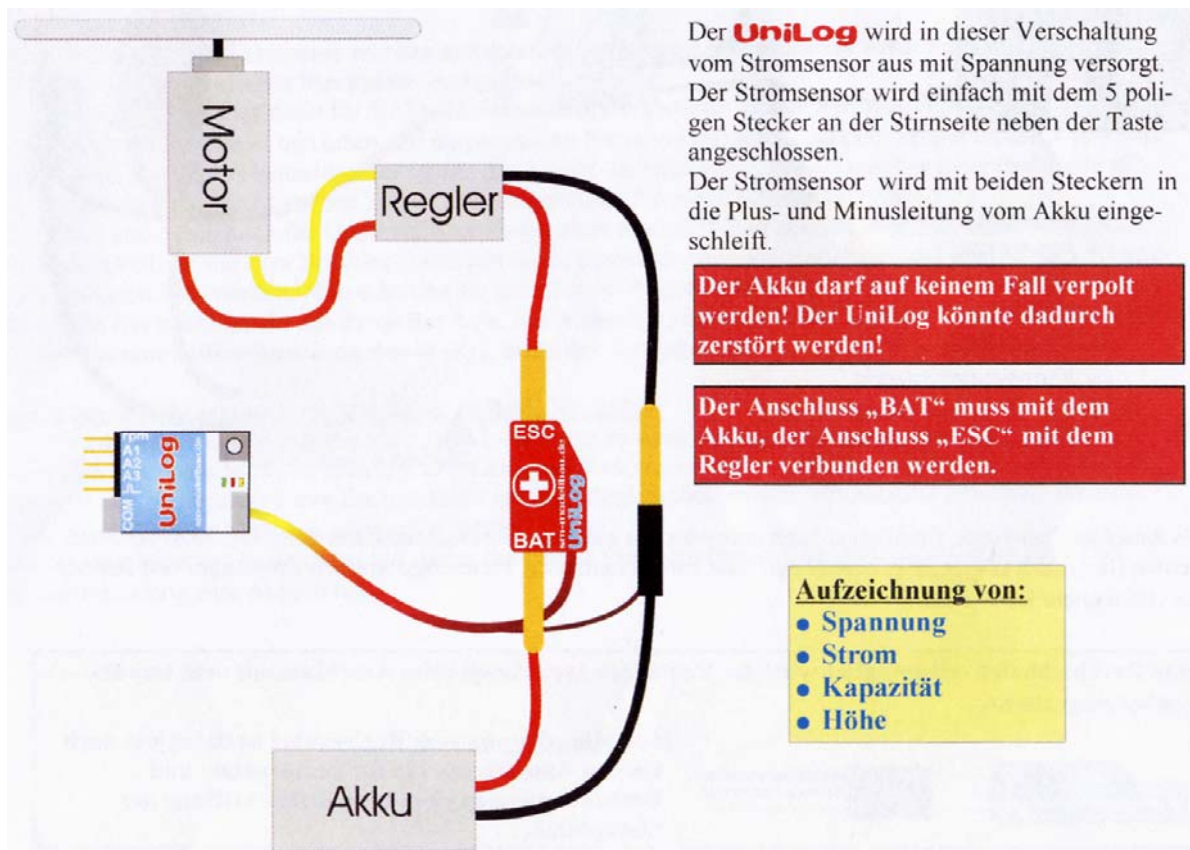 Der UniLog wird in dieser Verschaltung
vom Stromsensor aus mit Spannung versorgt.
Der Stromsensor wird einfach mit dem 5 poli-
gen Stecker an der Stirnseite neben der Taste
angeschlossen.
Der Stromsensor wird mit beiden Steckern in
die Plus- und Minusleitung vom Akku einge-
schleift.
Der Akku darf auf keinem Fall verpolt
werden! Der UniLog könnte dadurch
zerstört werden!
Der Anschluss „BAT“ muss mit dem
Akku, der Anschluss „ESC“ mit dem
Regler verbunden werden.
Aufzeichnung von:
• Spannung
• Strom
• Kapazität
• Höhe
Motor
Regler
ESC
BAT
UniLog
rpm
A1
A2
A3
COM
UniLog
Akku